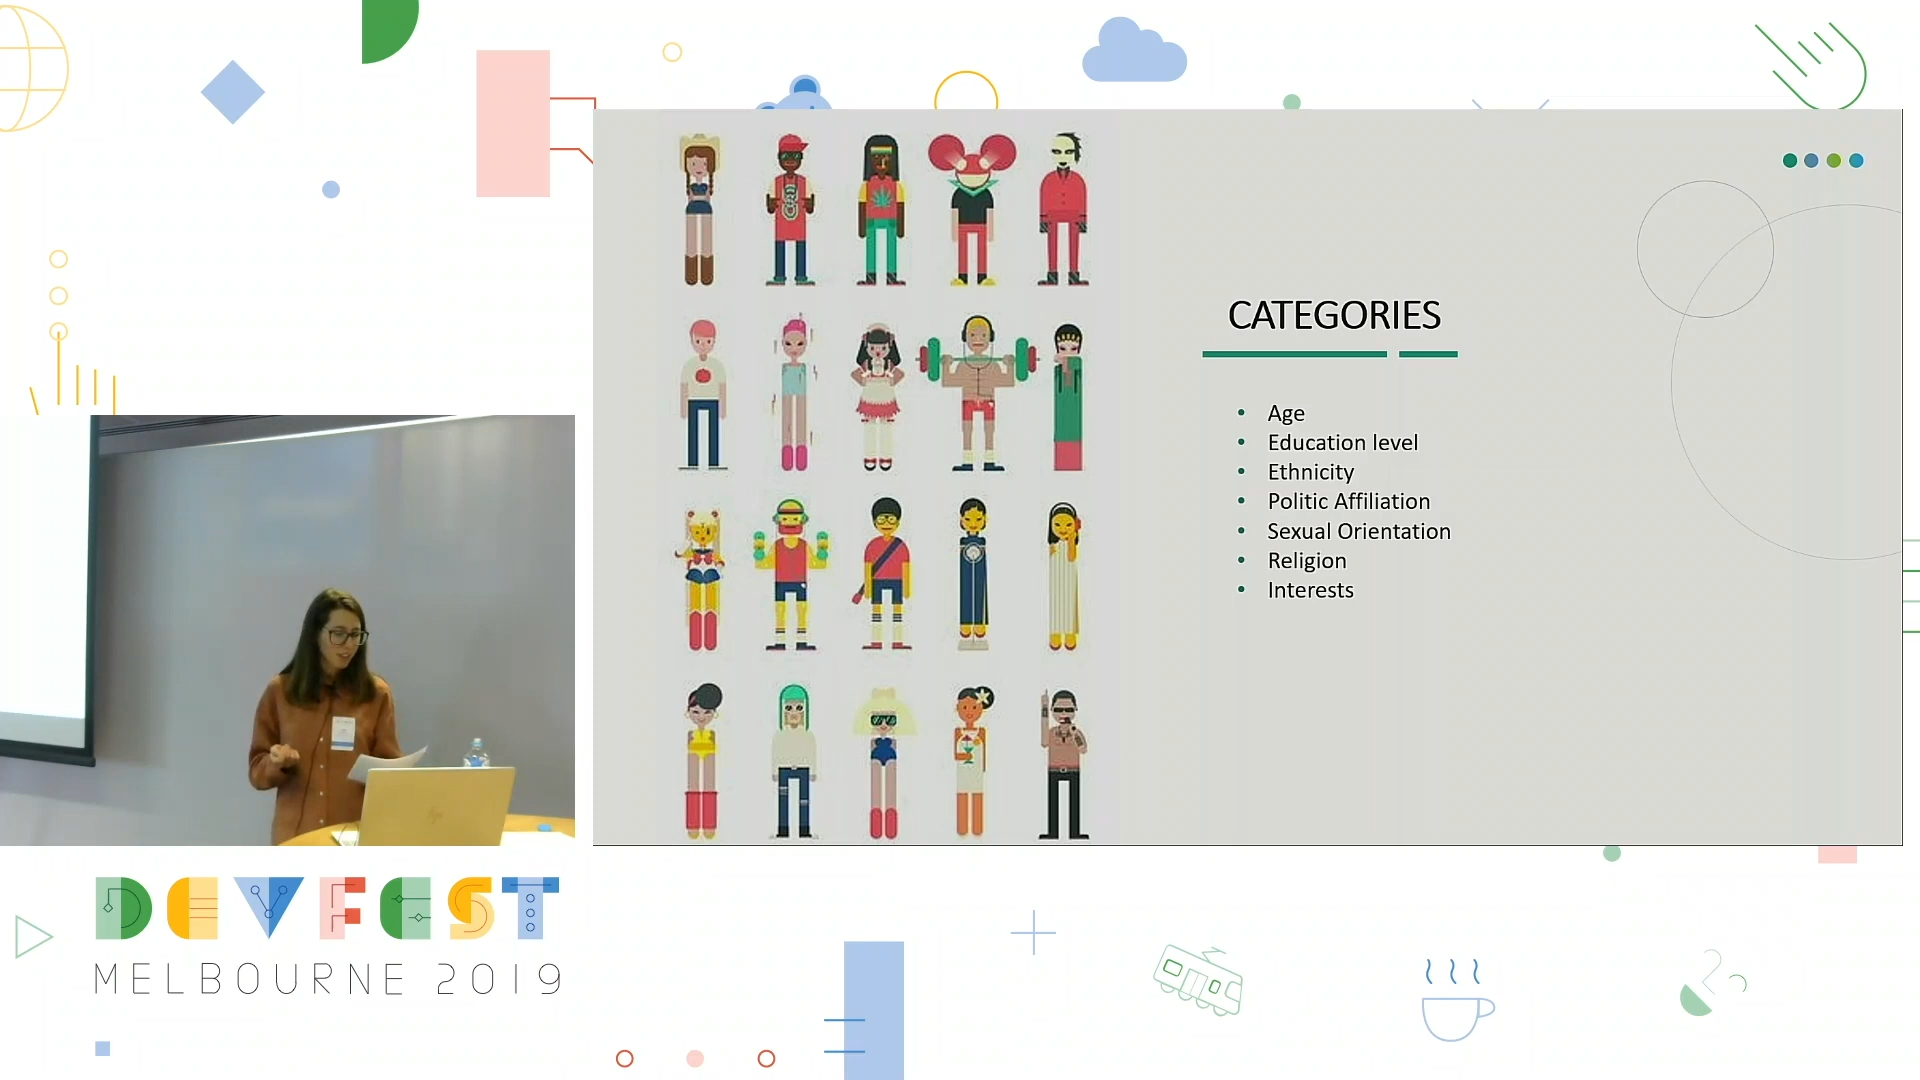 CATEGORIES
• Age
• Education level
• Ethnicity
• Politic Affiliation
• Sexual Orientation
• Religion
• Interests
DEVFEST
MELBOURNE 2019